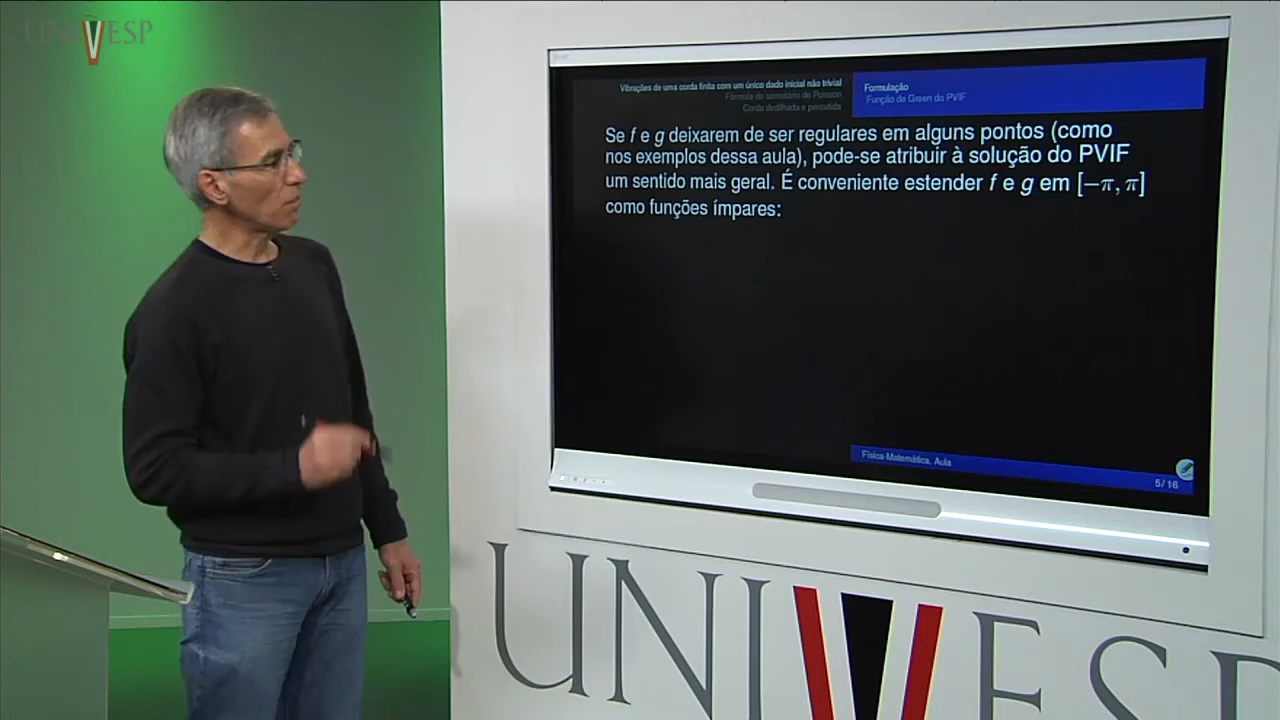 UNIVESP
Vibrações de uma corda finita com um único dado inicial não trivial
Fórmula do somatório de Poisson
Corda dedilhada e percutida
Formulação
Função de Green do PVIF
Se f e g deixarem de ser regulares em alguns pontos (como
nos exemplos dessa aula), pode-se atribuir à solução do PVIF
um sentido mais geral. É conveniente estender f e g em [−π, π]
como funções ímpares:
Física-Matemática. Aula
5/16
UNIVESP